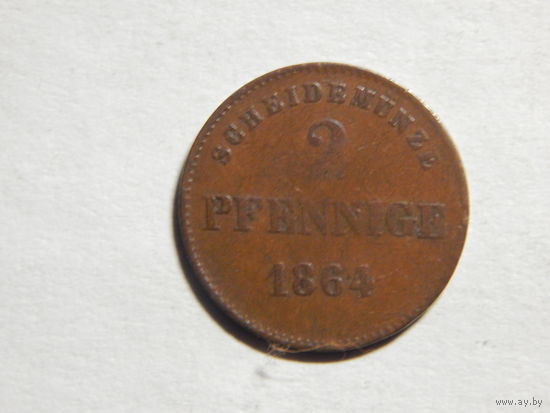 SCHEIDEMÜNZE
2
PFENNIGE
1864
www.ay.by